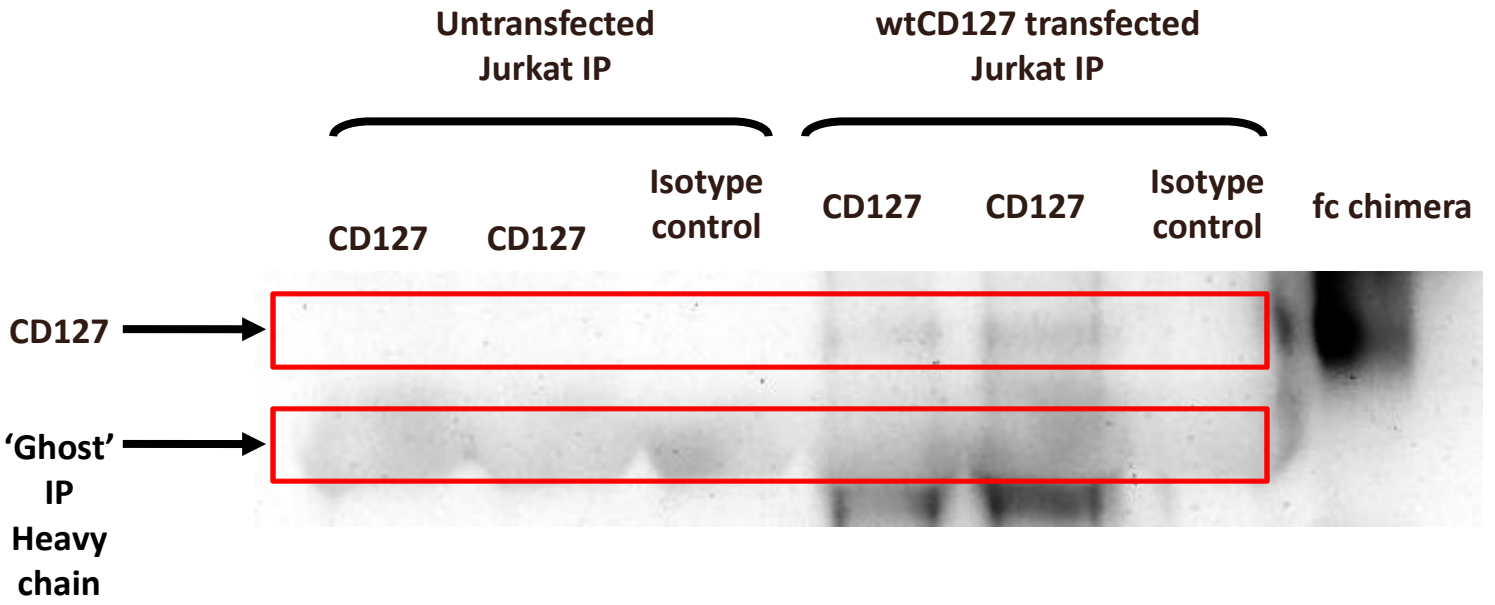 Untransfected
Jurkat IP
wtCD127 transfected
Jurkat IP
CD127
CD127
Isotype
control
CD127
CD127
Isotype
control
fc chimera
CD127
‘Ghost’
IP
Heavy
chain